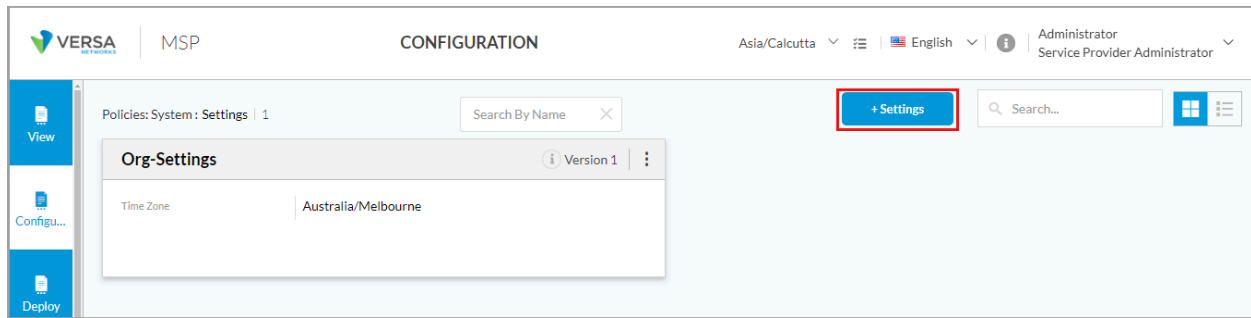 VERSA
NETWORKS
MSP
CONFIGURATION
Asia/Calcutta
English
Administrator
Service Provider Administrator
View
Policies: System : Settings | 1
Search By Name
+ Settings
Search...
Org-Settings
Version 1
Time Zone
Australia/Melbourne
Configu...
Deploy